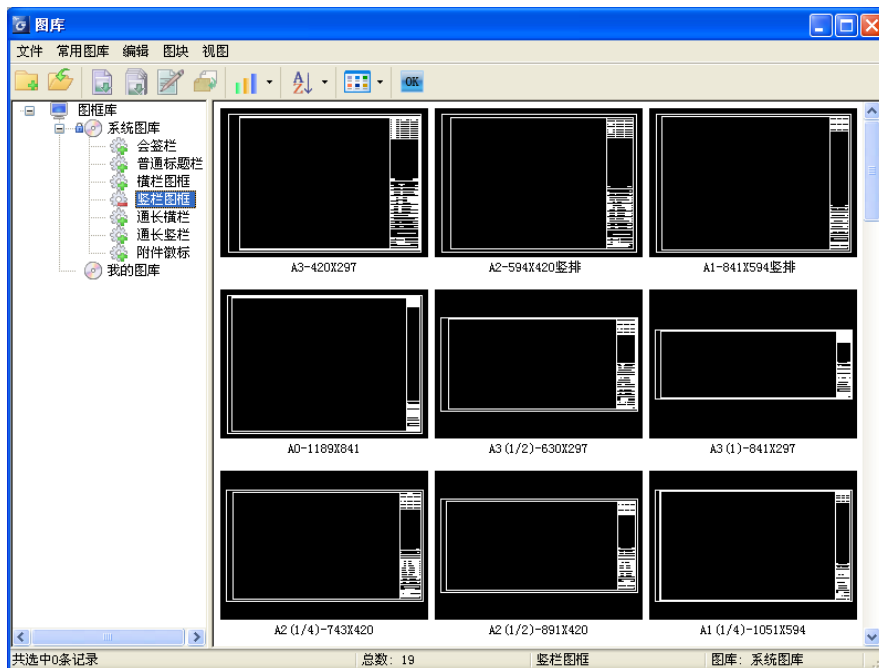 图库
文件 常用图库 编辑 图块 视图
OK
图框库
系统图库
会签栏
普通标题栏
横栏图框
竖栏图框
通长横栏
通长竖栏
附件徽标
我的图库
A3-420X297 A2-594X420竖排 A1-841X594竖排
A0-1189X841 A3(1/2)-630X297 A3(1)-841X297
A2(1/4)-743X420 A2(1/2)-891X420 A1(1/4)-1051X594
共选中0条记录 总数: 19 竖栏图框 图库: 系统图库